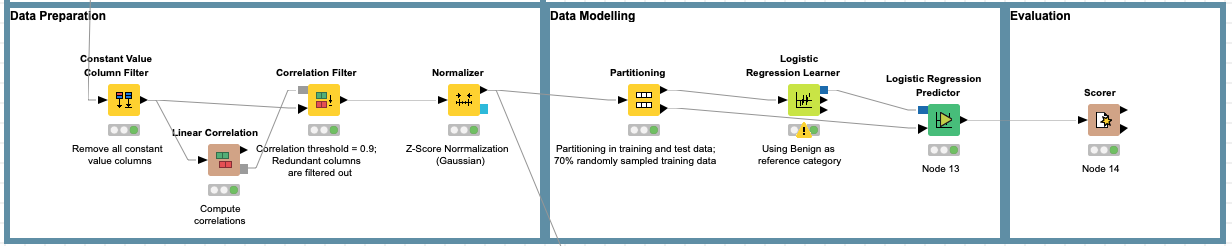 Data Preparation
Data Modelling
Evaluation
Constant Value
Column Filter
Remove all constant
value columns
Linear Correlation
Compute
correlations
Correlation Filter
Correlation threshold = 0.9;
Redundant columns
are filtered out
Normalizer
Z-Score Norrmalization
(Gaussian)
Partitioning
Partitioning in training and test data;
70% randomly sampled training data
Logistic
Regression Learner
Using Benign as
reference category
Logistic Regression
Predictor
Node 13
Scorer
Node 14